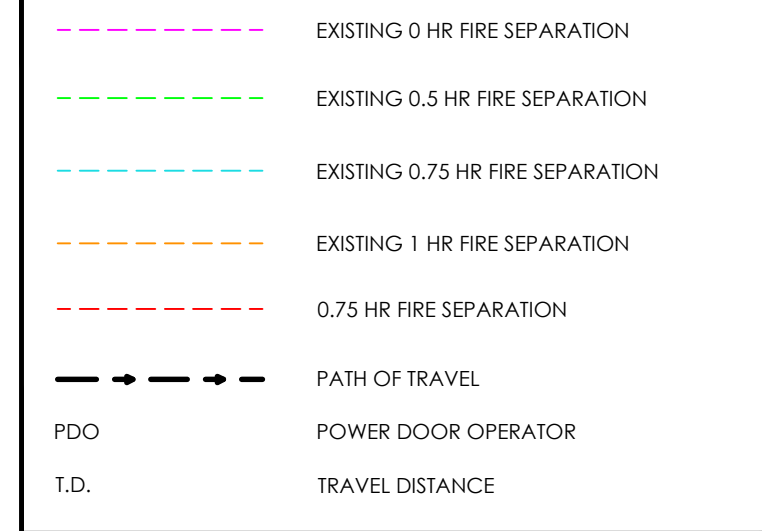 EXISTING 0 HR FIRE SEPARATION
EXISTING 0.5 HR FIRE SEPARATION
EXISTING 0.75 HR FIRE SEPARATION
EXISTING 1 HR FIRE SEPARATION
0.75 HR FIRE SEPARATION
PATH OF TRAVEL
PDO POWER DOOR OPERATOR
T.D. TRAVEL DISTANCE